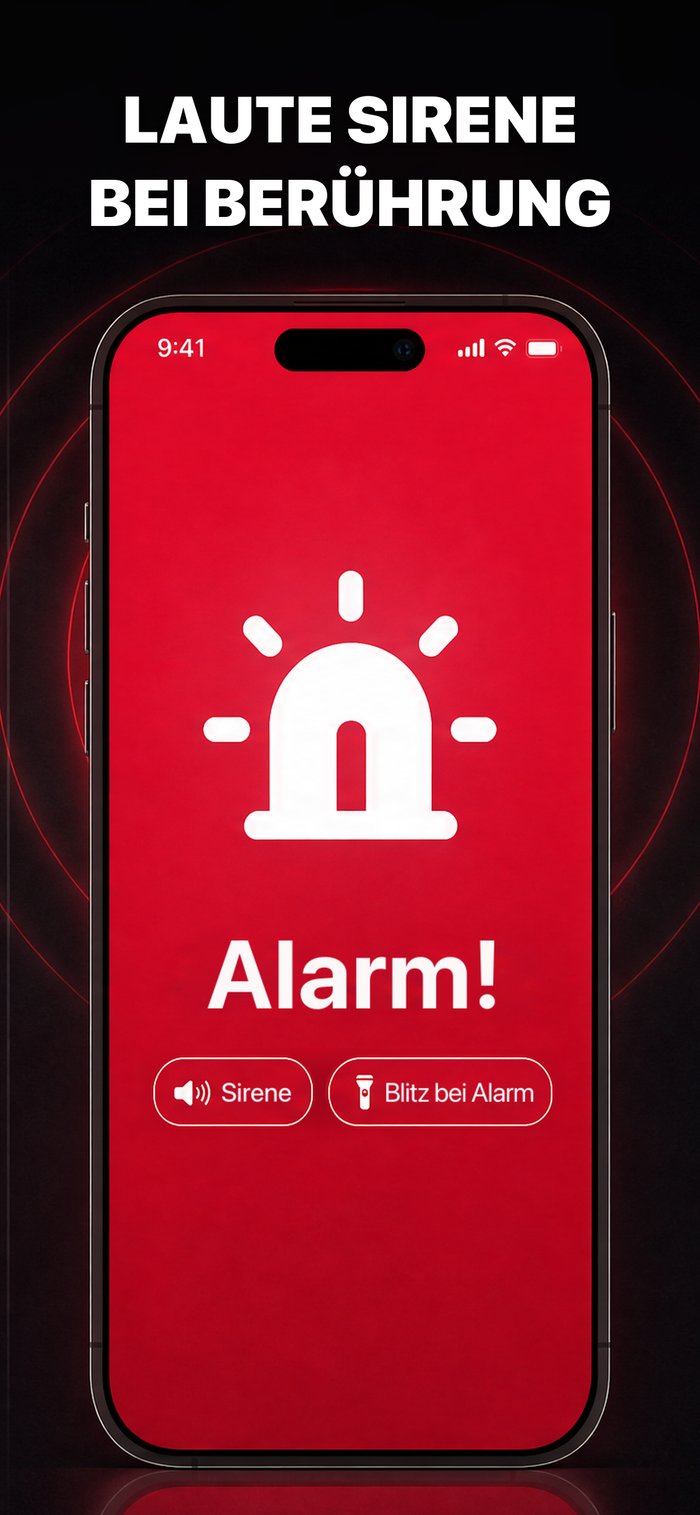 LAUTE SIRENE
BEI BERÜHRUNG
9:41
Alarm!
Sirene
Blitz bei Alarm